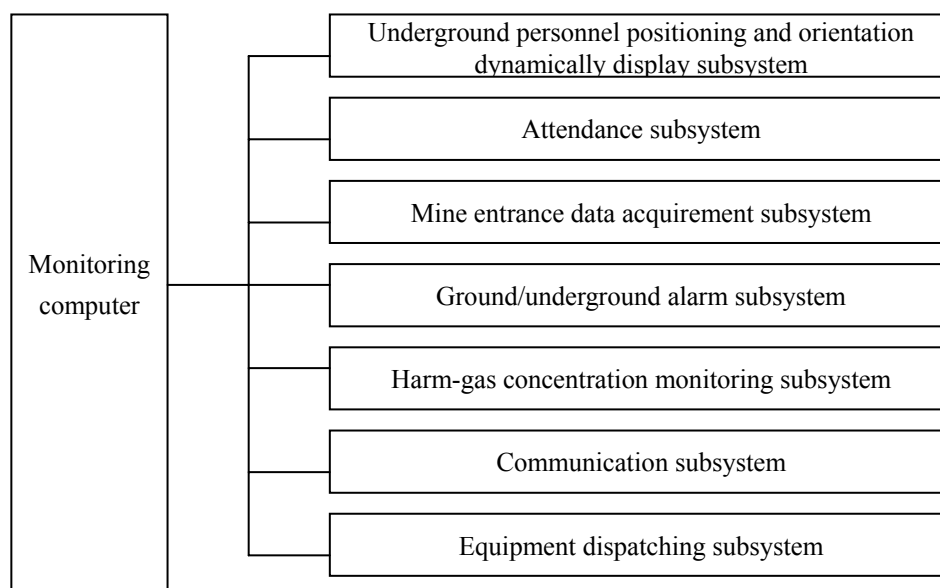 Underground personnel positioning and orientation
dynamically display subsystem
Attendance subsystem
Mine entrance data acquirement subsystem
Monitoring
computer
Ground/underground alarm subsystem
Harm-gas concentration monitoring subsystem
Communication subsystem
Equipment dispatching subsystem